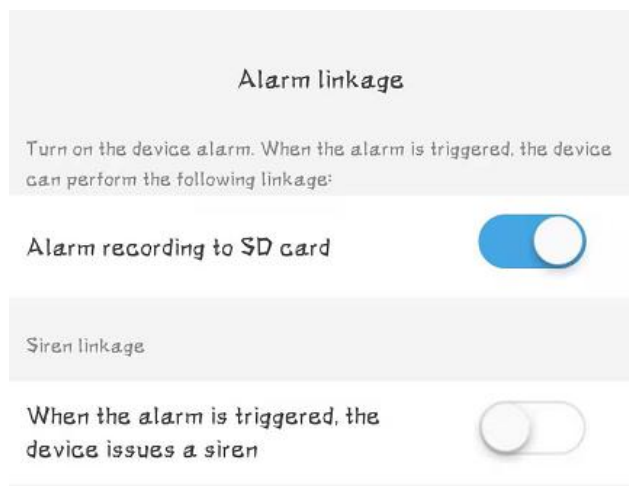 Alarm linkage
Turn on the device alarm. When the alarm is triggered, the device
can perform the following linkage:
Alarm recording to SD card
Siren linkage
When the alarm is triggered, the
device issues a siren